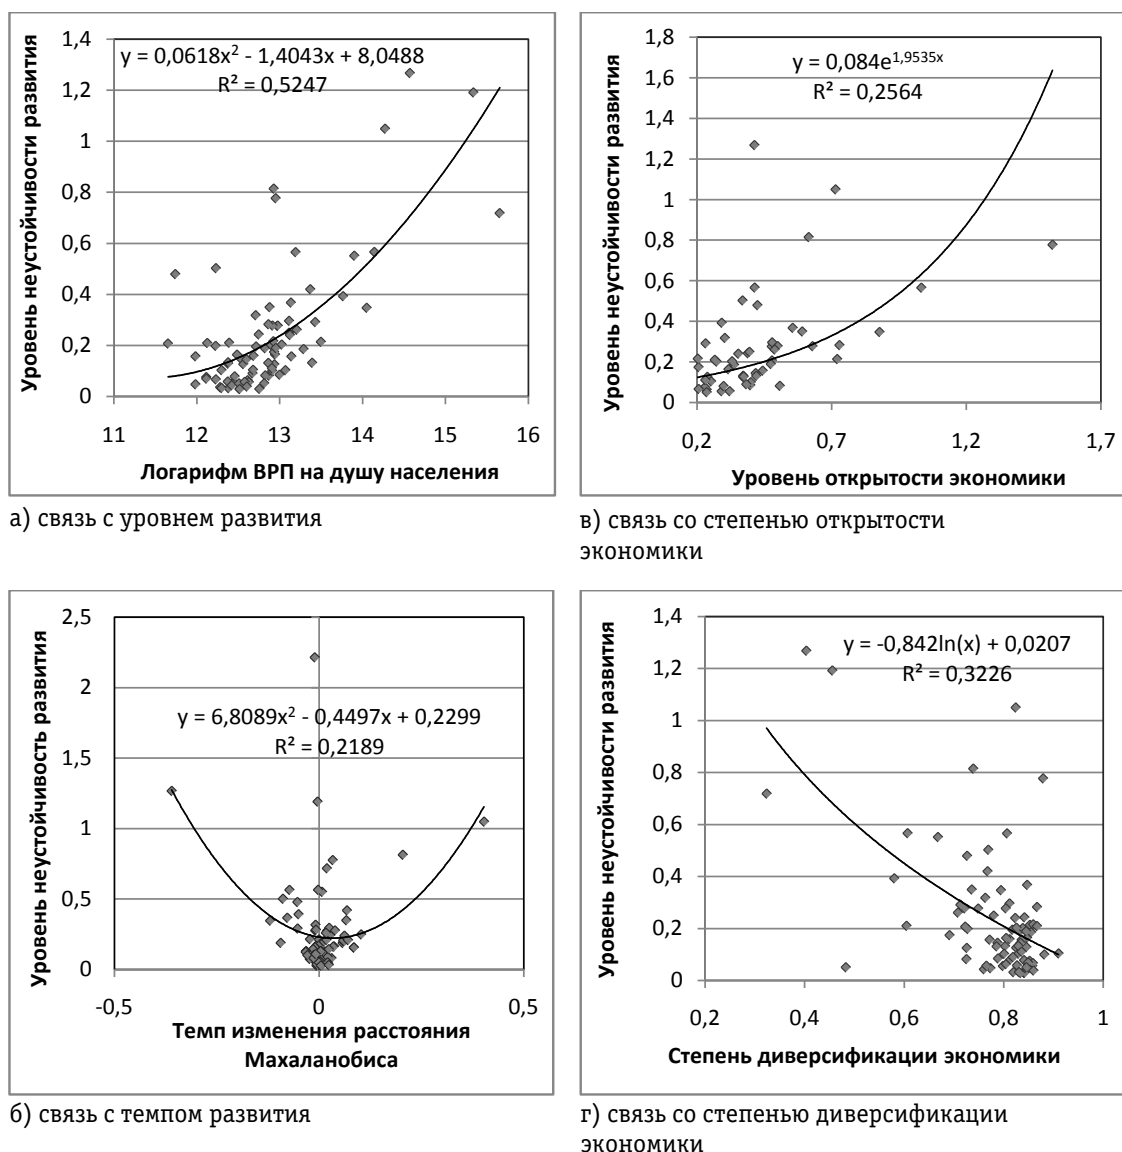 1,4
1,2
1
0,8
0,6
0,4
0,2
0
Уровень неустойчивости развития
y = 0,0618x² - 1,4043x + 8,0488
R² = 0,5247
11 12 13 14 15 16
Логарифм ВРП на душу населения
а) связь с уровнем развития
1,8
1,6
1,4
1,2
1
0,8
0,6
0,4
0,2
0
Уровень неустойчивости развития
y = 0,084e^1,9535x
R² = 0,2564
0,2 0,7 1,2 1,7
Уровень открытости экономики
в) связь со степенью открытости
экономики
2,5
2
1,5
1
0,5
0
Уровень неустойчивость развития
y = 6,8089x² - 0,4497x + 0,2299
R² = 0,2189
-0,5 0 0,5
Темп изменения расстояния
Махаланобиса
б) связь с темпом развития
1,4
1,2
1
0,8
0,6
0,4
0,2
0
Уровень неустойчивости развития
y = -0,842ln(x) + 0,0207
R² = 0,3226
0,2 0,4 0,6 0,8 1
Степень диверсификации экономики
г) связь со степенью диверсификации
экономики